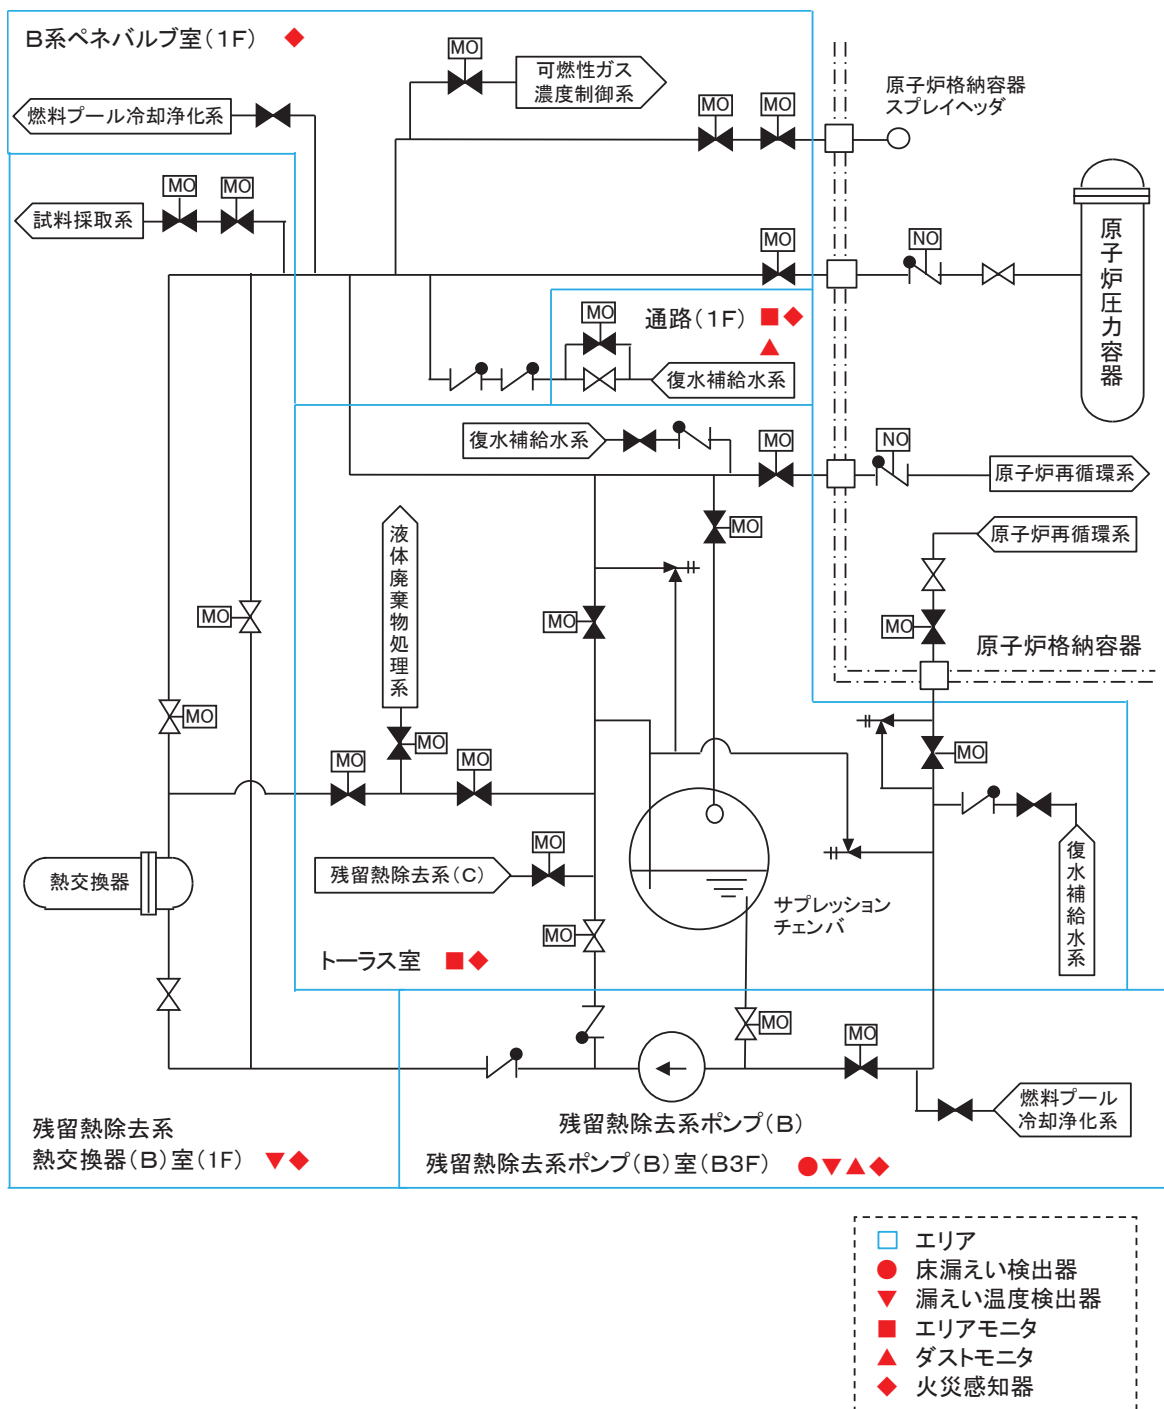 B系ペネバルブ室(1F)
MO
可燃性ガス
濃度制御系
燃料プール冷却浄化系
MO
MO
原子炉格納容器
スプレイヘッダ
MO
MO
試料採取系
MO
NO
原子炉圧力容器
通路(1F)
MO
復水補給水系
復水補給水系
MO
NO
原子炉再循環系
液体廃棄物処理系
MO
原子炉再循環系
MO
MO
MO
原子炉格納容器
MO
MO
MO
MO
MO
熱交換器
残留熱除去系(C)
MO
復水補給水系
サプレッション
チェンバ
MO
トーラス室
MO
MO
燃料プール
冷却浄化系
残留熱除去系ポンプ(B)
残留熱除去系
熱交換器(B)室(1F)
残留熱除去系ポンプ(B)室(B3F)
エリア
床漏えい検出器
漏えい温度検出器
エリアモニタ
ダストモニタ
火災感知器